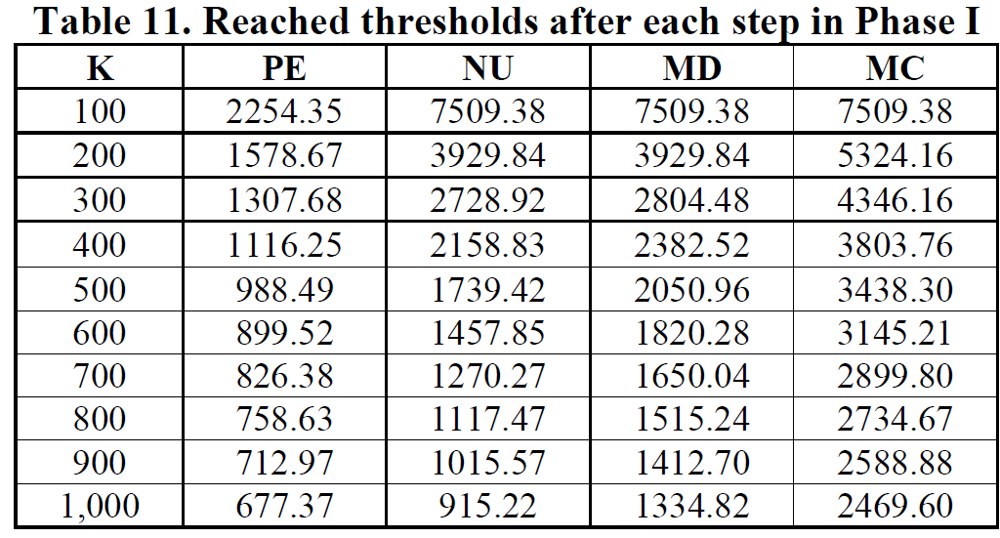 Table 11. Reached thresholds after each step in Phase I
K PE NU MD MC
100 2254.35 7509.38 7509.38 7509.38
200 1578.67 3929.84 3929.84 5324.16
300 1307.68 2728.92 2804.48 4346.16
400 1116.25 2158.83 2382.52 3803.76
500 988.49 1739.42 2050.96 3438.30
600 899.52 1457.85 1820.28 3145.21
700 826.38 1270.27 1650.04 2899.80
800 758.63 1117.47 1515.24 2734.67
900 712.97 1015.57 1412.70 2588.88
1,000 677.37 915.22 1334.82 2469.60